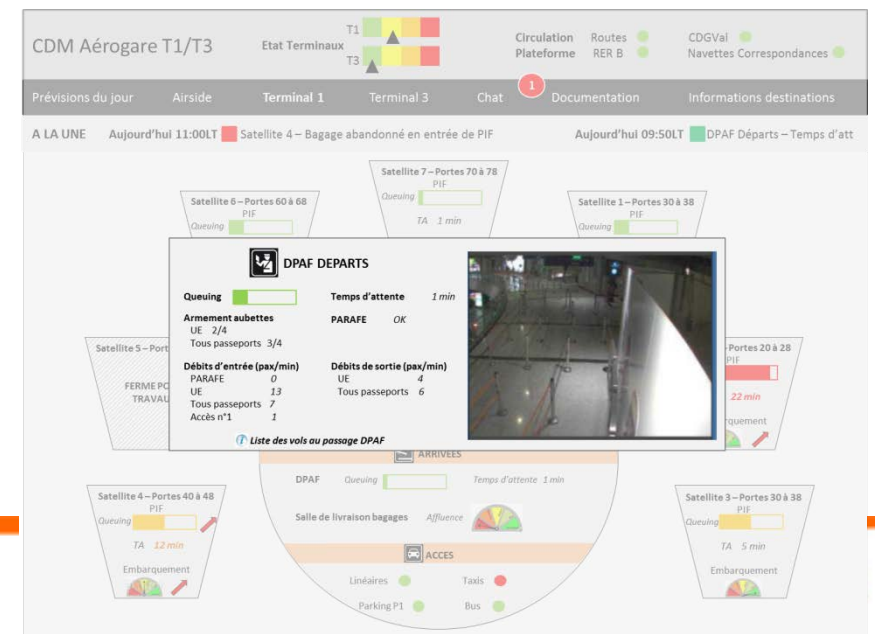 CDM Aérogare T1/T3
Etat Terminaux
T1
T3
Circulation Routes
Plateforme RER B
CDGVal
Navettes Correspondances
Prévisions du jour Airside Terminal 1 Terminal 3 Chat 1 Documentation Informations destinations
A LA UNE Aujourd'hui 11:00LT Satellite 4 – Bagage abandonné en entrée de PIF Aujourd'hui 09:50LT DPAF Départs – Temps d'att
Satellite 7 – Portes 70 à 78
PIF
Queuing
TA 1 min
Satellite 6 – Portes 60 à 68
PIF
Queuing
Satellite 1 – Portes 30 à 38
PIF
Queuing
DPAF DEPARTS
Queuing
Temps d'attente 1 min
Armement aubettes
UE 2/4
Tous passeports 3/4
PARAFE OK
Débits d'entrée (pax/min)
PARAFE 0
UE 13
Tous passeports 7
Accès n°1 1
Débits de sortie (pax/min)
UE 4
Tous passeports 6
Liste des vols au passage DPAF
Satellite 5 – Port
FERME PO
TRAVAU
Portes 20 à 28
PIF
22 min
quement
ARRIVEES
DPAF Queuing Temps d'attente 1 min
Salle de livraison bagages Affluence
ACCES
Linéaires Taxis
Parking P1 Bus
Satellite 4 – Portes 40 à 48
PIF
Queuing
TA 12 min
Embarquement
Satellite 3 – Portes 30 à 38
PIF
Queuing
TA 5 min
Embarquement